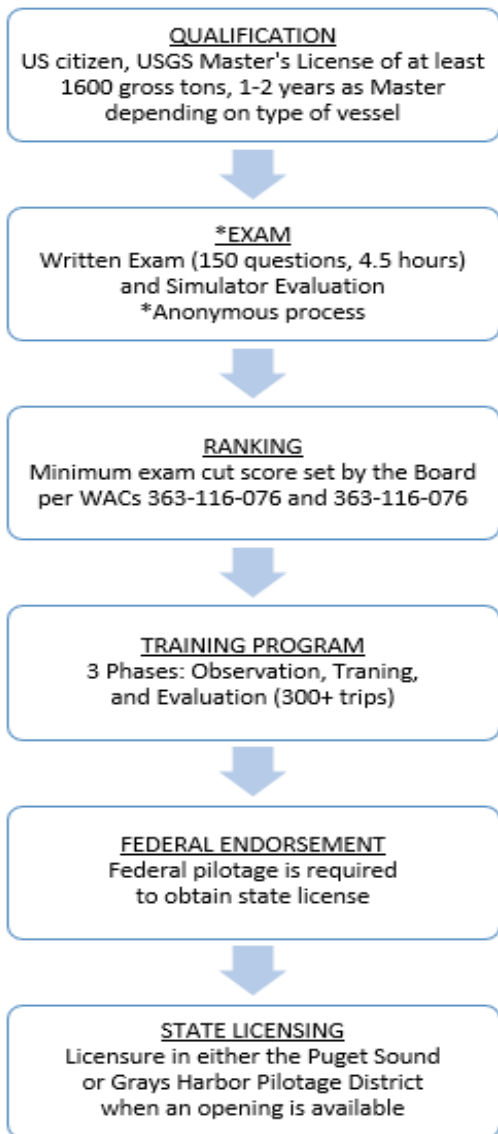 QUALIFICATION
US citizen, USGS Master's License of at least
1600 gross tons, 1-2 years as Master
depending on type of vessel
*EXAM
Written Exam (150 questions, 4.5 hours)
and Simulator Evaluation
*Anonymous process
RANKING
Minimum exam cut score set by the Board
per WACs 363-116-076 and 363-116-076
TRAINING PROGRAM
3 Phases: Observation, Traning,
and Evaluation (300+ trips)
FEDERAL ENDORSEMENT
Federal pilotage is required
to obtain state license
STATE LICENSING
Licensure in either the Puget Sound
or Grays Harbor Pilotage District
when an opening is available